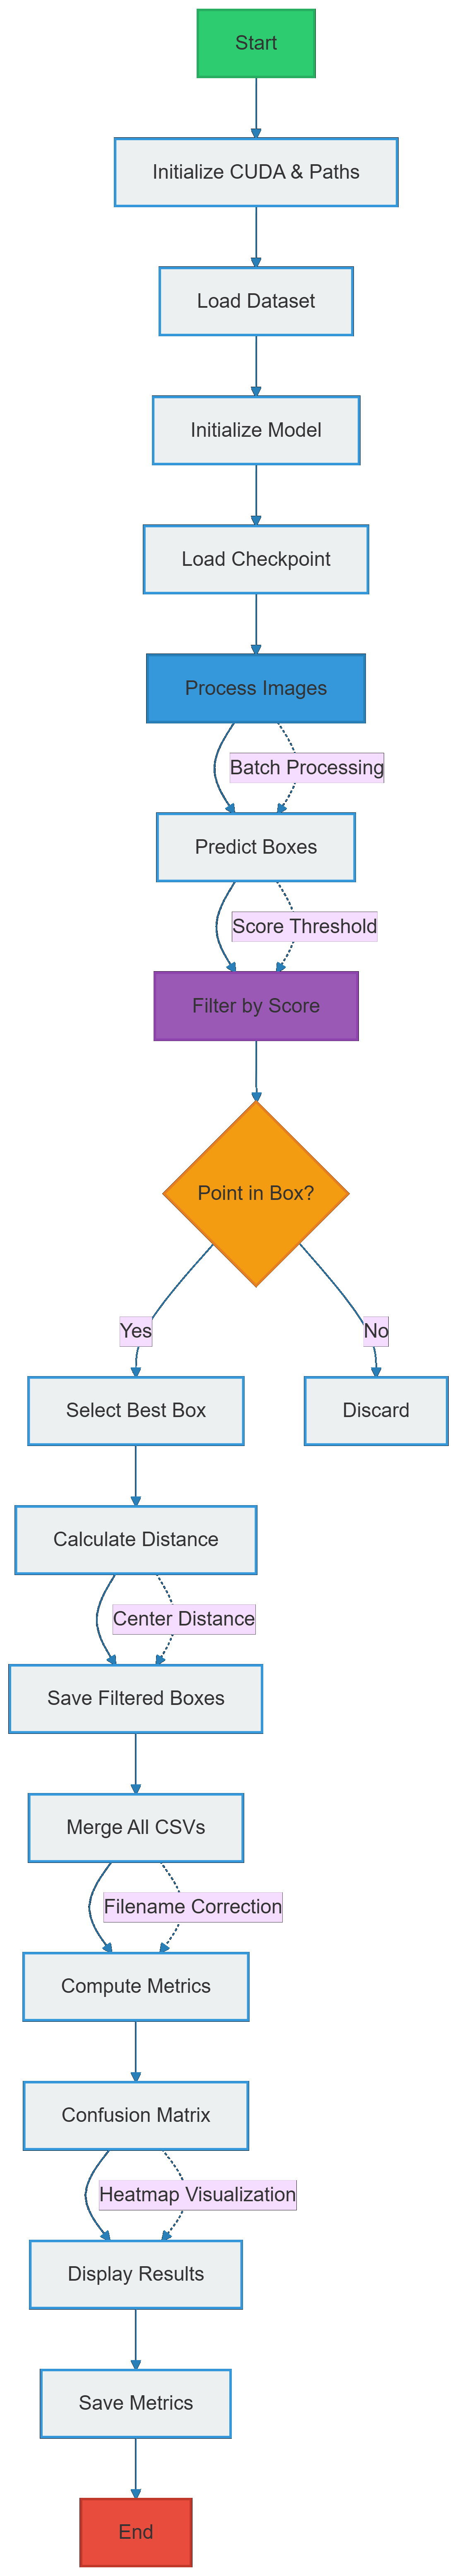 Start
Initialize CUDA & Paths
Load Dataset
Initialize Model
Load Checkpoint
Process Images
Batch Processing
Predict Boxes
Score Threshold
Filter by Score
Point in Box?
Yes
No
Select Best Box
Discard
Calculate Distance
Center Distance
Save Filtered Boxes
Merge All CSVs
Filename Correction
Compute Metrics
Confusion Matrix
Heatmap Visualization
Display Results
Save Metrics
End